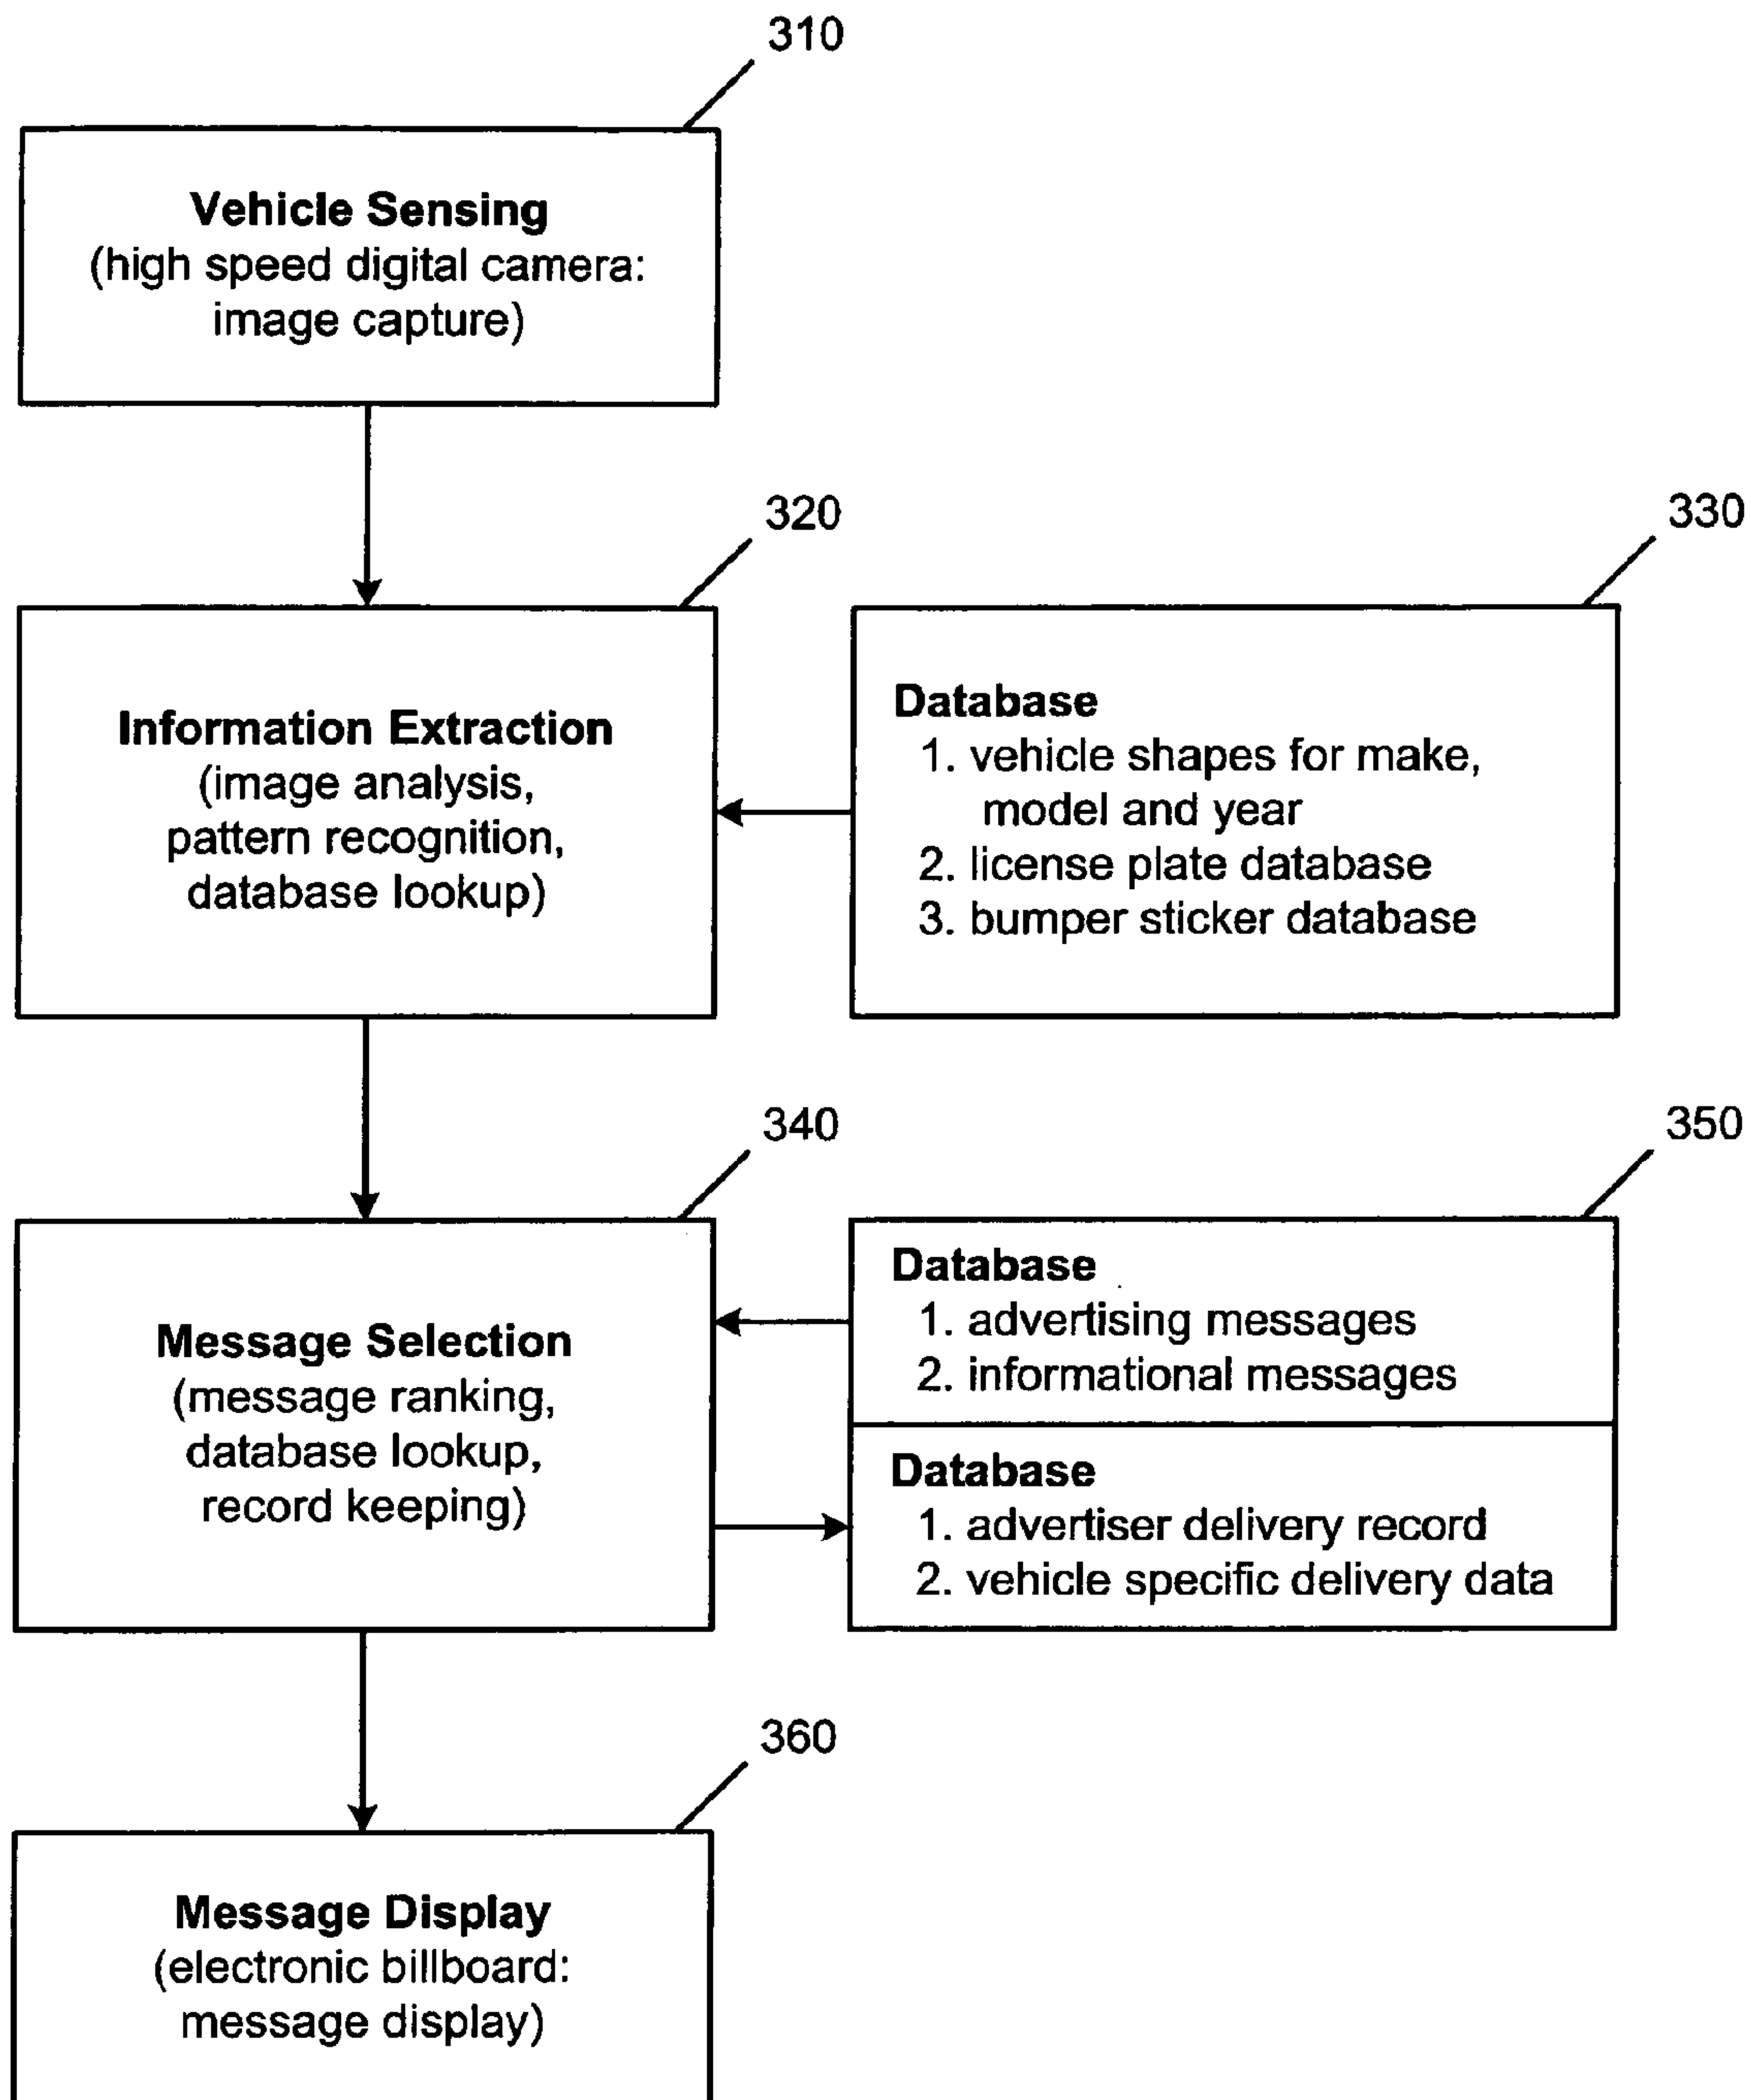 310
Vehicle Sensing
(high speed digital camera:
image capture)
320
330
Information Extraction
(image analysis,
pattern recognition,
database lookup)
Database
1. vehicle shapes for make,
model and year
2. license plate database
3. bumper sticker database
340
350
Message Selection
(message ranking,
database lookup,
record keeping)
Database
1. advertising messages
2. informational messages
Database
1. advertiser delivery record
2. vehicle specific delivery data
360
Message Display
(electronic billboard:
message display)